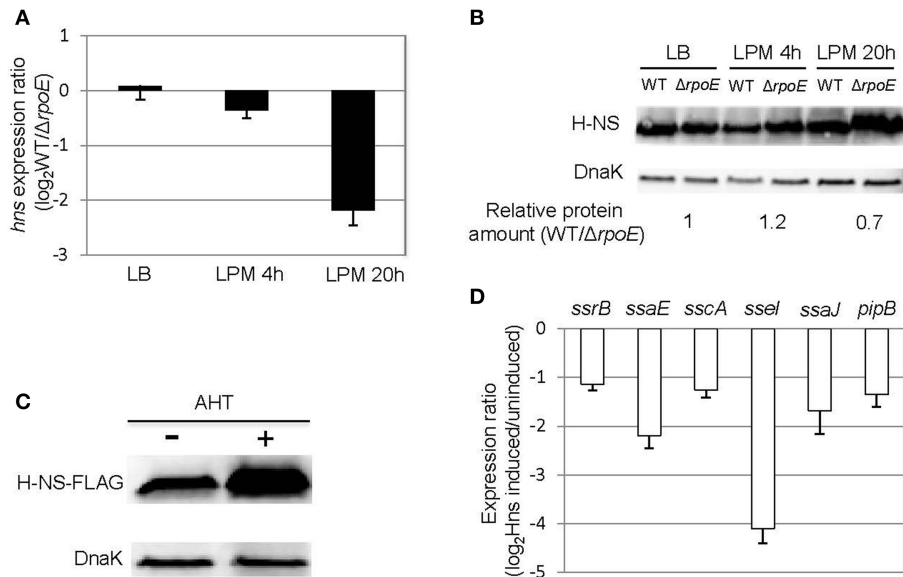 A
hns expression ratio
(log₂WT/ΔrpoE)
1
0
-1
-2
-3
LB
LPM 4h
LPM 20h
B
LB
LPM 4h
LPM 20h
WT ΔrpoE
WT ΔrpoE
WT ΔrpoE
H-NS
DnaK
Relative protein
amount (WT/ΔrpoE)
1
1.2
0.7
C
AHT
-
+
H-NS-FLAG
DnaK
D
ssrB
ssaE
sscA
sseI
ssaJ
pipB
Expression ratio
(log₂Hns induced/uninduced)
0
-1
-2
-3
-4
-5